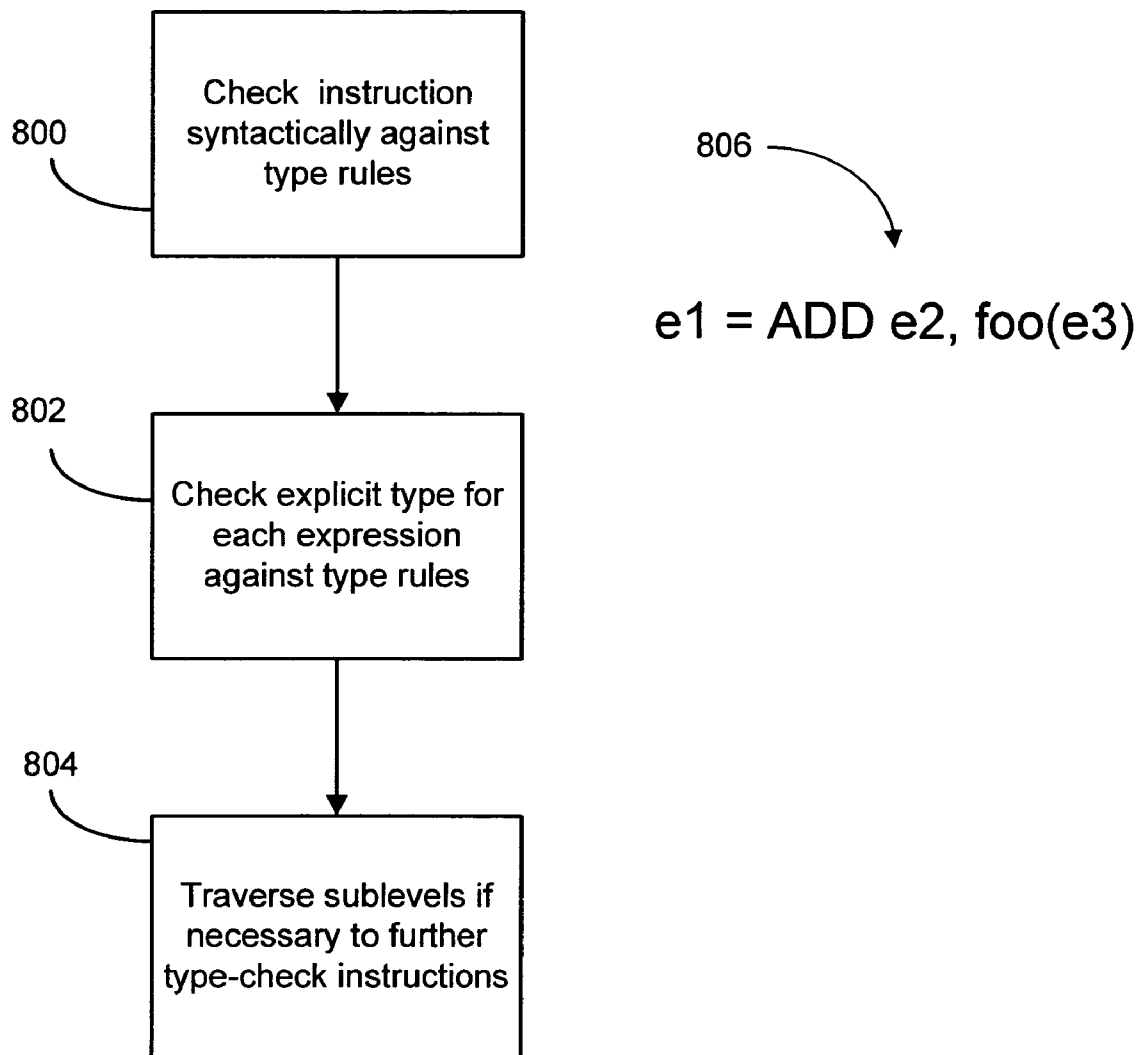 Check instruction
syntactically against
type rules
800
806
e1 = ADD e2, foo(e3)
802
Check explicit type for
each expression
against type rules
804
Traverse sublevels if
necessary to further
type-check instructions